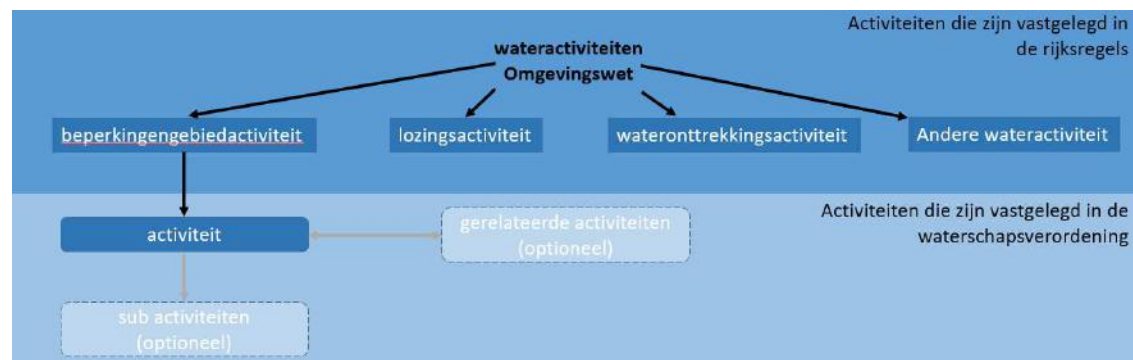 Activiteiten die zijn vastgelegd in
de rijksregels
wateractiviteiten
Omgevingswet
beperkingengebiedactiviteit
lozingsactiviteit
wateronttrekkingsactiviteit
Andere wateractiviteit
Activiteiten die zijn vastgelegd in de
waterschapsverordening
activiteit
gerelateerde activiteiten
(optioneel)
sub activiteiten
(optioneel)